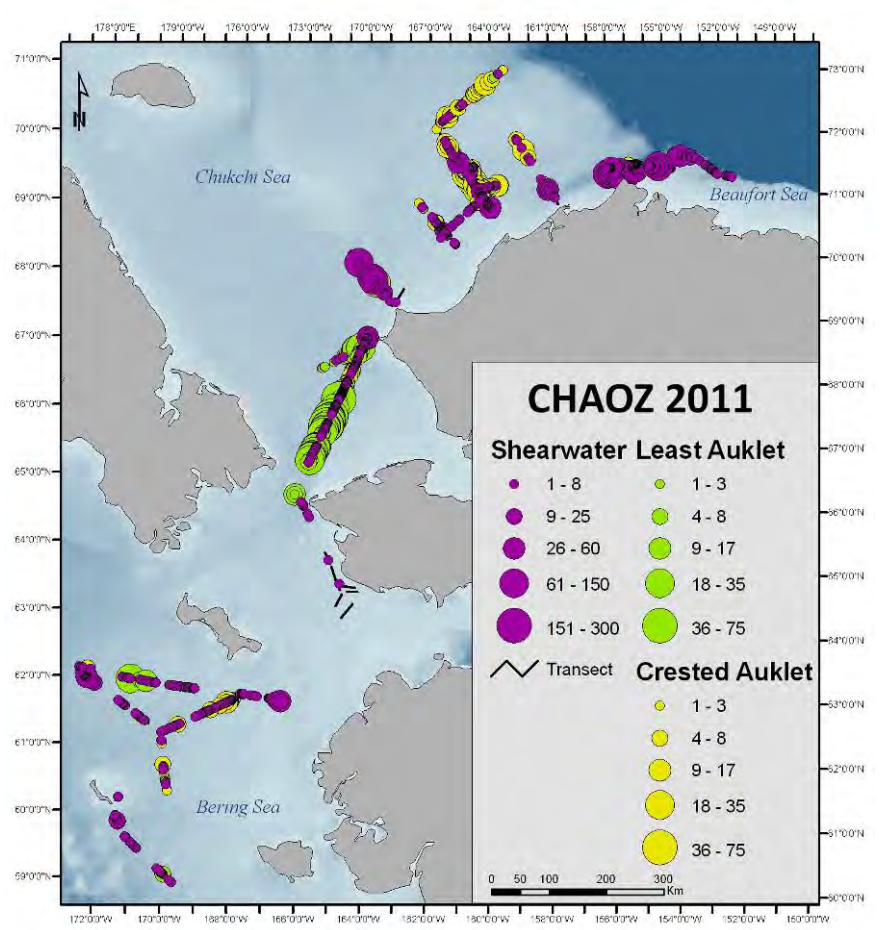 178°0'0"E 179°0'0"W 173°0'0"W 170°0'0"W 167°0'0"W 164°0'0"W 161°0'0"W 158°0'0"W 155°0'0"W 152°0'0"W 149°0'0"W
71°0'0"N 73°0'0"N
N
70°0'0"N 72°0'0"N
Chukchi Sea
69°0'0"N 71°0'0"N
Beaufort Sea
68°0'0"N 70°0'0"N
67°0'0"N 69°0'0"N
66°0'0"N 68°0'0"N
CHAOZ 2011
65°0'0"N 67°0'0"N
Shearwater Least Auklet
1 - 8 1 - 3
9 - 25 4 - 8
64°0'0"N 66°0'0"N
26 - 60 9 - 17
61 - 150 18 - 35
63°0'0"N 65°0'0"N
151 - 300 36 - 75
64°0'0"N
Transect Crested Auklet
62°0'0"N 63°0'0"N
1 - 3
4 - 8
61°0'0"N 62°0'0"N
9 - 17
Bering Sea
18 - 35
60°0'0"N 61°0'0"N
36 - 75
59°0'0"N 60°0'0"N
0 50 100 200 300
Km
172°0'0"W 170°0'0"W 168°0'0"W 166°0'0"W 164°0'0"W 162°0'0"W 160°0'0"W 158°0'0"W 156°0'0"W 154°0'0"W 152°0'0"W 150°0'0"W